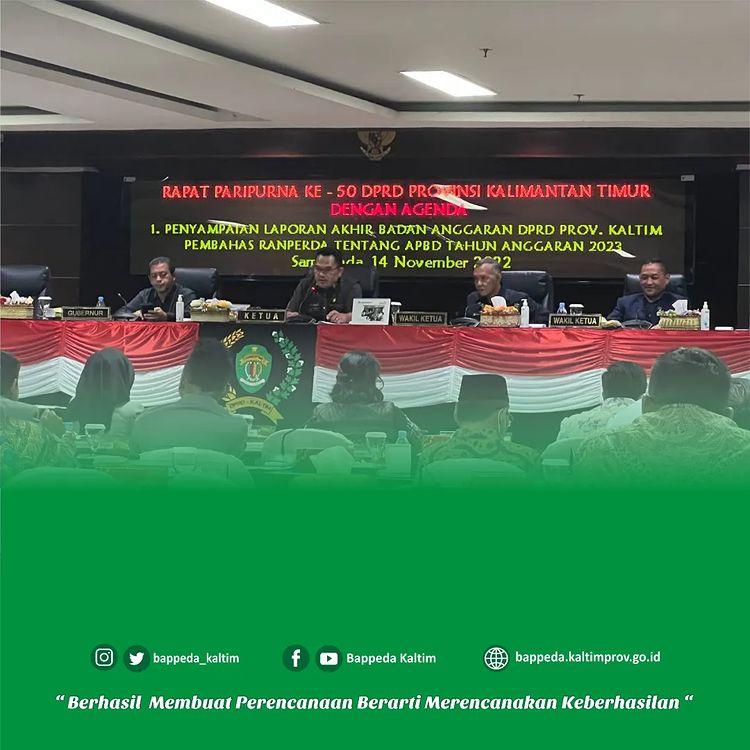 RAPAT PARIPURNA KE - 50 DPRD PROVINSI KALIMANTAN TIMUR
DENGAN AGENDA
1. PENYAMPAIAN LAPORAN AKHIR BADAN ANGGARAN DPRD PROV. KALTIM
PEMBAHAS RANPERDA TENTANG APBD TAHUN ANGGARAN 2023
14 November 2022
GUBERNUR
KETUA
WAKIL KETUA
WAKIL KETUA
DPRD - KALTIM
bappeda_kaltim
Bappeda Kaltim
bappeda.kaltimprov.go.id
“ Berhasil Membuat Perencanaan Berarti Merencanakan Keberhasilan “